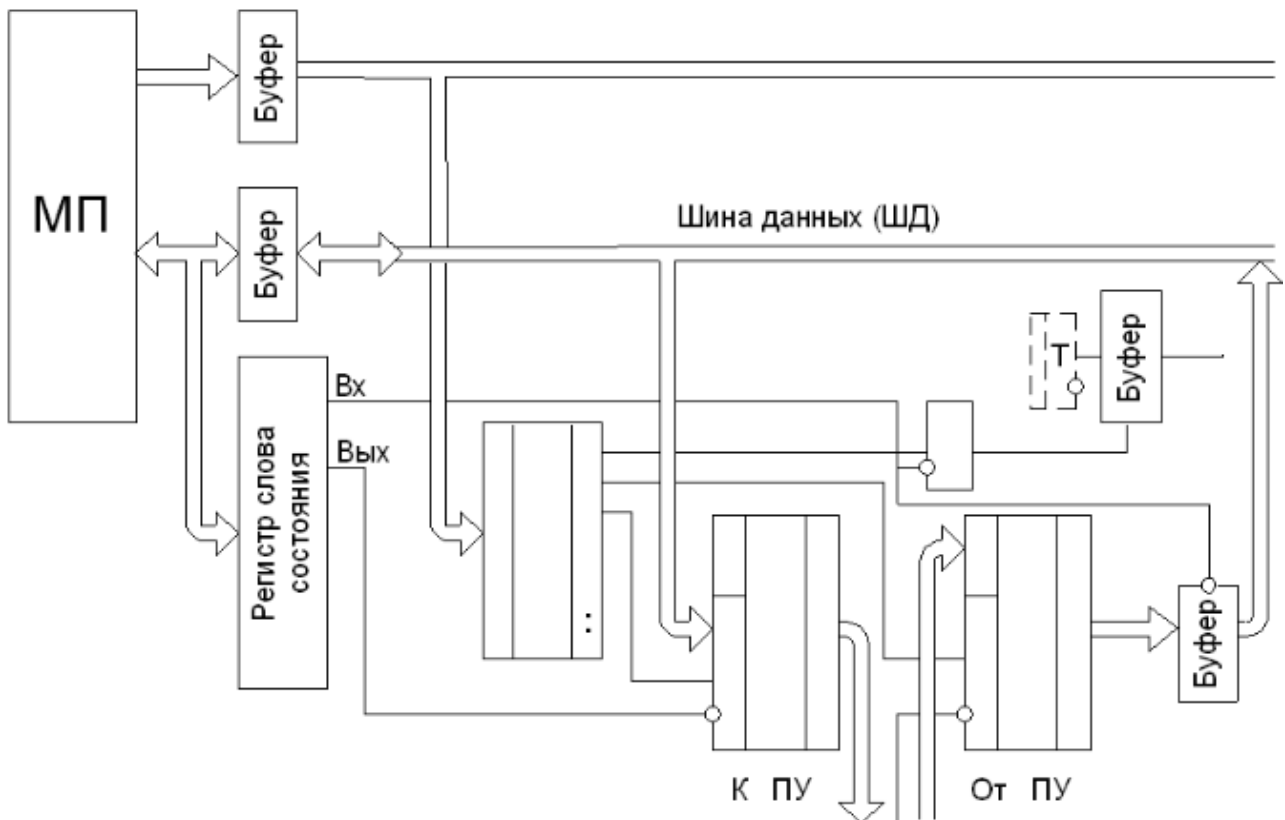 МП
Буфер
Буфер
Шина данных (ШД)
Регистр слова
состояния
Вх
Вых
..
Т
Буфер
Буфер
К ПУ
От ПУ